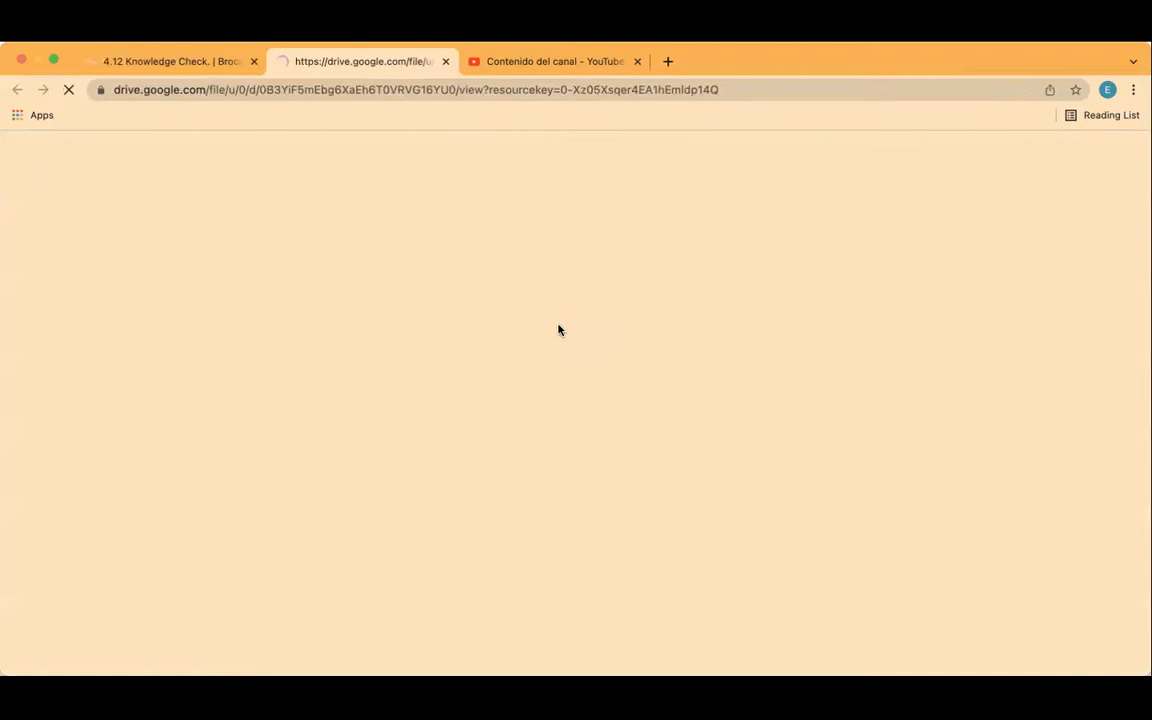 4.12 Knowledge Check. | Broc
https://drive.google.com/file/u/
Contenido del canal - YouTube
drive.google.com/file/u/0/d/0B3YiF5mEbg6XaEh6T0VRVG16YU0/view?resourcekey=0-Xz05Xsqer4EA1hEmldp14Q
E
Apps
Reading List